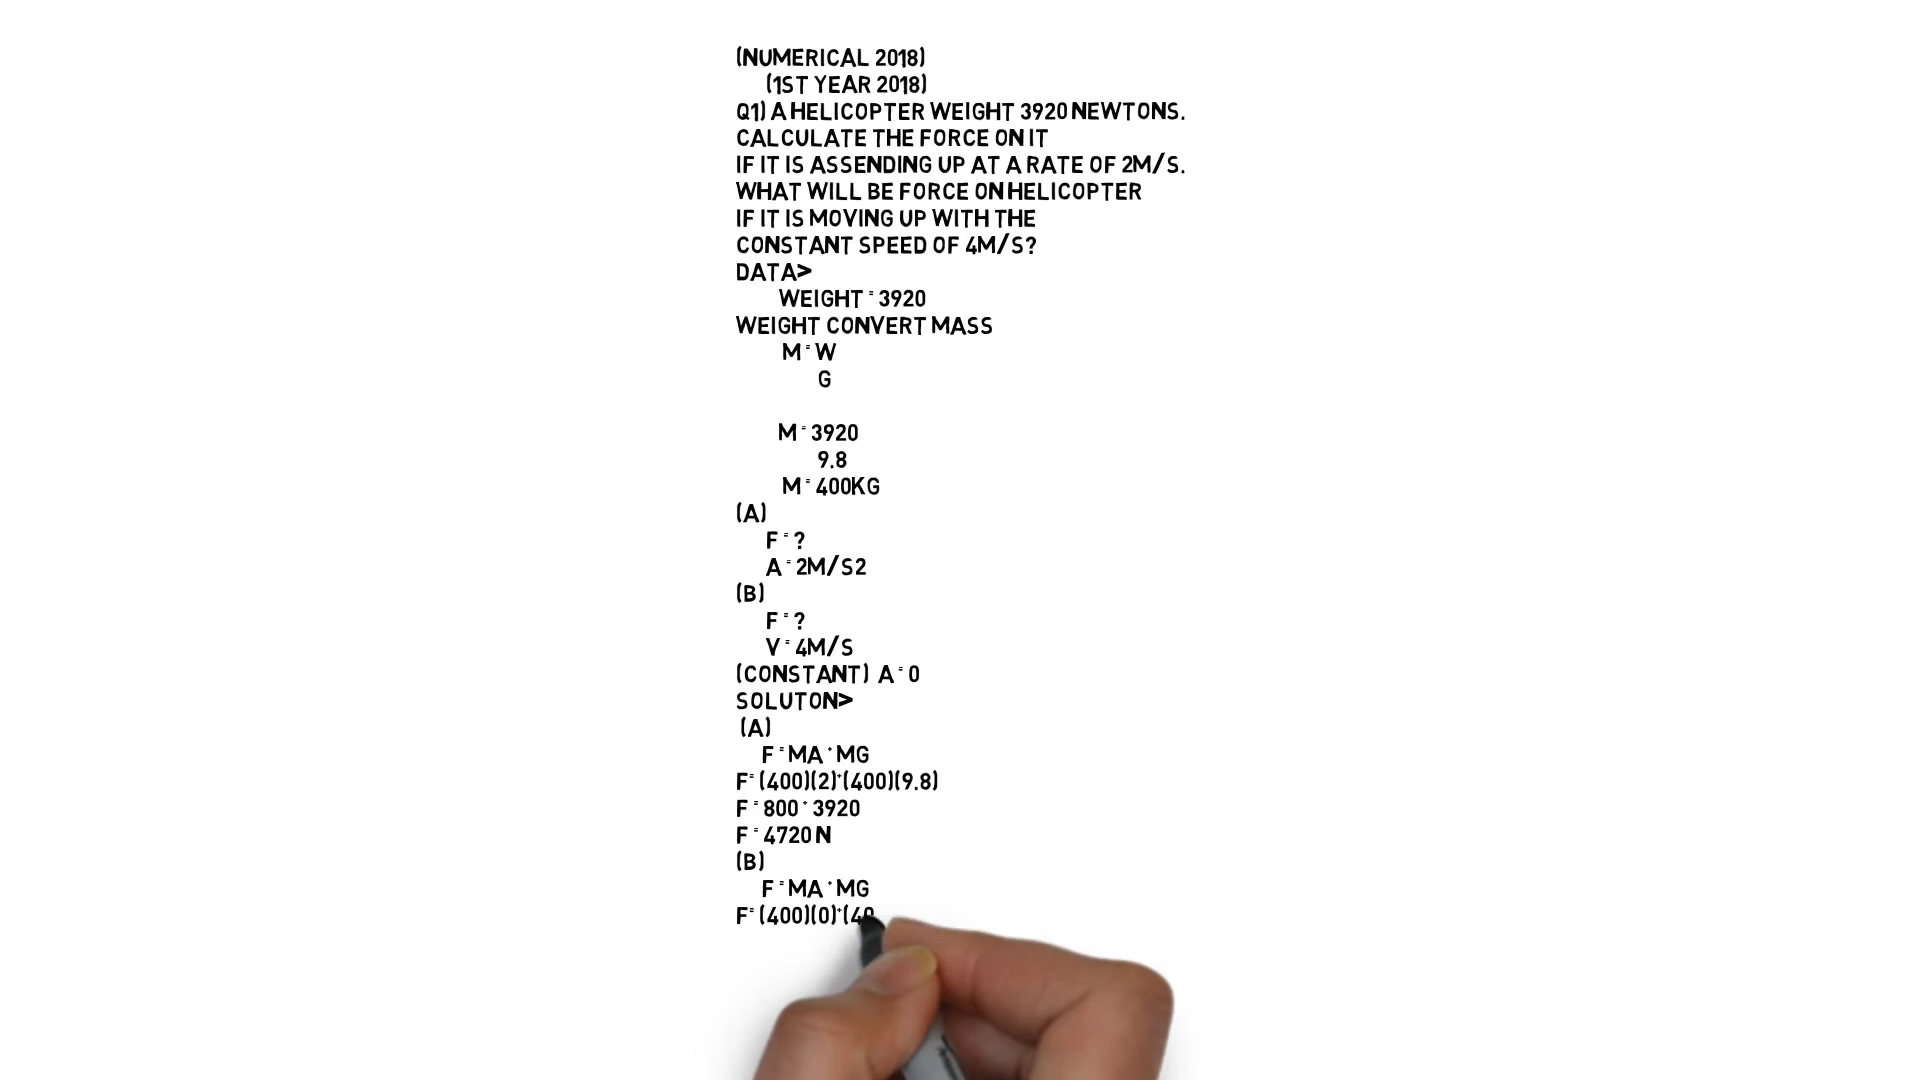 (NUMERICAL 2018)
(1ST YEAR 2018)
Q1) A HELICOPTER WEIGHT 3920 NEWTONS.
CALCULATE THE FORCE ON IT
IF IT IS ASSENDING UP AT A RATE OF 2M/S.
WHAT WILL BE FORCE ON HELICOPTER
IF IT IS MOVING UP WITH THE
CONSTANT SPEED OF 4M/S?
DATA>
WEIGHT = 3920
WEIGHT CONVERT MASS
M = W
G
M = 3920
9.8
M = 400KG
(A)
F = ?
A = 2M/S2
(B)
F = ?
V = 4M/S
(CONSTANT) A = 0
SOLUTON>
(A)
F = MA + MG
F= (400)(2)+(400)(9.8)
F = 800 + 3920
F = 4720 N
(B)
F = MA + MG
F= (400)(0)+(40